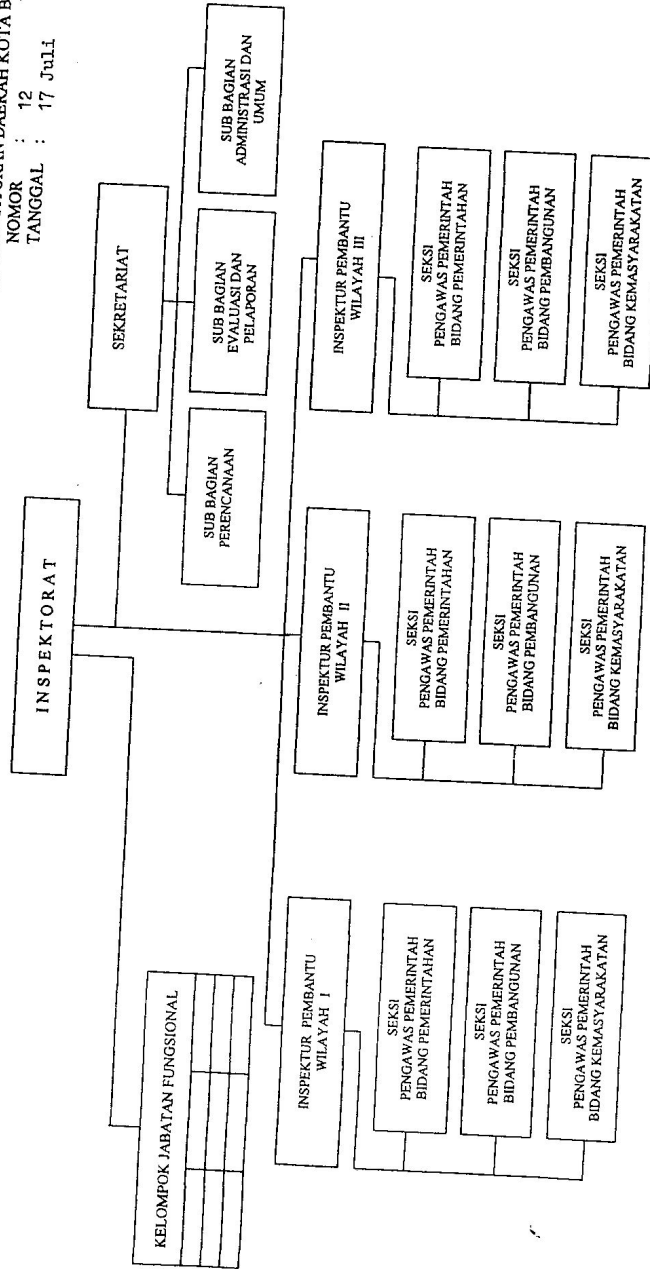 DAERAH KOTA B
NOMOR : 12
TANGGAL : 17 Juli
INSPEKTORAT
KELOMPOK JABATAN FUNGSIONAL
SEKRETARIAT
SUB BAGIAN
PERENCANAAN
SUB BAGIAN
EVALUASI DAN
PELAPORAN
SUB BAGIAN
ADMINISTRASI DAN
UMUM
INSPEKTUR PEMBANTU
WILAYAH I
SEKSI
PENGAWAS PEMERINTAH
BIDANG PEMERINTAHAN
SEKSI
PENGAWAS PEMERINTAH
BIDANG PEMBANGUNAN
SEKSI
PENGAWAS PEMERINTAH
BIDANG KEMASYARAKATAN
INSPEKTUR PEMBANTU
WILAYAH II
SEKSI
PENGAWAS PEMERINTAH
BIDANG PEMERINTAHAN
SEKSI
PENGAWAS PEMERINTAH
BIDANG PEMBANGUNAN
SEKSI
PENGAWAS PEMERINTAH
BIDANG KEMASYARAKATAN
INSPEKTUR PEMBANTU
WILAYAH III
SEKSI
PENGAWAS PEMERINTAH
BIDANG PEMERINTAHAN
SEKSI
PENGAWAS PEMERINTAH
BIDANG PEMBANGUNAN
SEKSI
PENGAWAS PEMERINTAH
BIDANG KEMASYARAKATAN